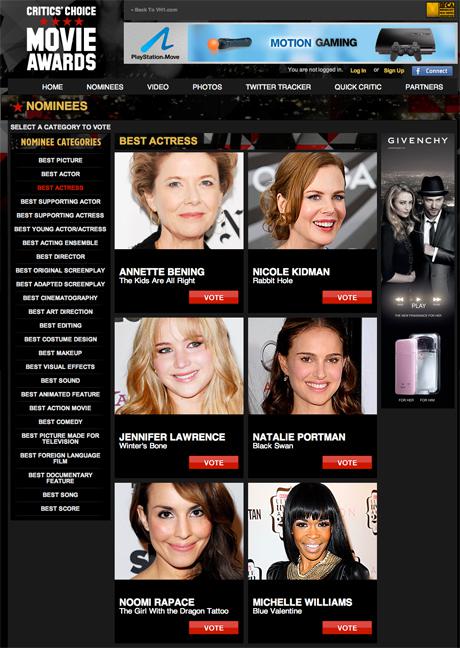 CRITICS' CHOICE
MOVIE
AWARDS
« Back To VH1.com
PlayStation.Move
MOTION GAMING
You are not logged in. Log In or Sign Up
Connect
HOME NOMINEES VIDEO PHOTOS TWITTER TRACKER QUICK CRITIC PARTNERS
NOMINEES
SELECT A CATEGORY TO VOTE
NOMINEE CATEGORIES
BEST PICTURE
BEST ACTOR
BEST ACTRESS
BEST SUPPORTING ACTOR
BEST SUPPORTING ACTRESS
BEST YOUNG ACTOR/ACTRESS
BEST ACTING ENSEMBLE
BEST DIRECTOR
BEST ORIGINAL SCREENPLAY
BEST ADAPTED SCREENPLAY
BEST CINEMATOGRAPHY
BEST ART DIRECTION
BEST EDITING
BEST COSTUME DESIGN
BEST MAKEUP
BEST VISUAL EFFECTS
BEST SOUND
BEST ANIMATED FEATURE
BEST ACTION MOVIE
BEST COMEDY
BEST PICTURE MADE FOR
TELEVISION
BEST FOREIGN LANGUAGE
FILM
BEST DOCUMENTARY
FEATURE
BEST SONG
BEST SCORE
BEST ACTRESS
ANNETTE BENING
The Kids Are All Right
VOTE
NICOLE KIDMAN
Rabbit Hole
VOTE
JENNIFER LAWRENCE
Winter's Bone
VOTE
NATALIE PORTMAN
Black Swan
VOTE
NOOMI RAPACE
The Girl With the Dragon Tattoo
VOTE
MICHELLE WILLIAMS
Blue Valentine
VOTE
GIVENCHY
PLAY
THE NEW FRAGRANCE FOR HER
FOR HER FOR HIM